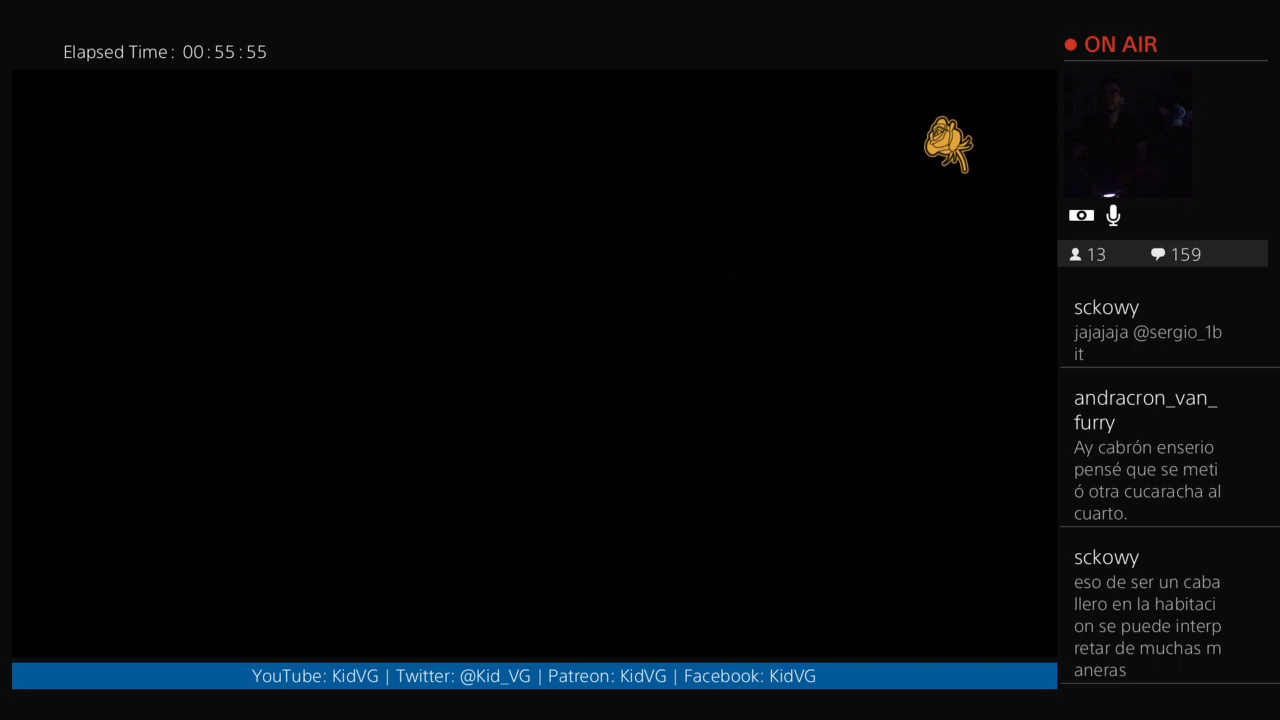 Elapsed Time: 00:55:55
ON AIR
13 159
sckowy
jajajaja @sergio_1b
it
andracron_van_
furry
Ay cabrón enserio
pensé que se meti
ó otra cucaracha al
cuarto.
sckowy
eso de ser un caba
llero en la habitaci
on se puede interp
retar de muchas m
aneras
YouTube: KidVG | Twitter: @Kid_VG | Patreon: KidVG | Facebook: KidVG